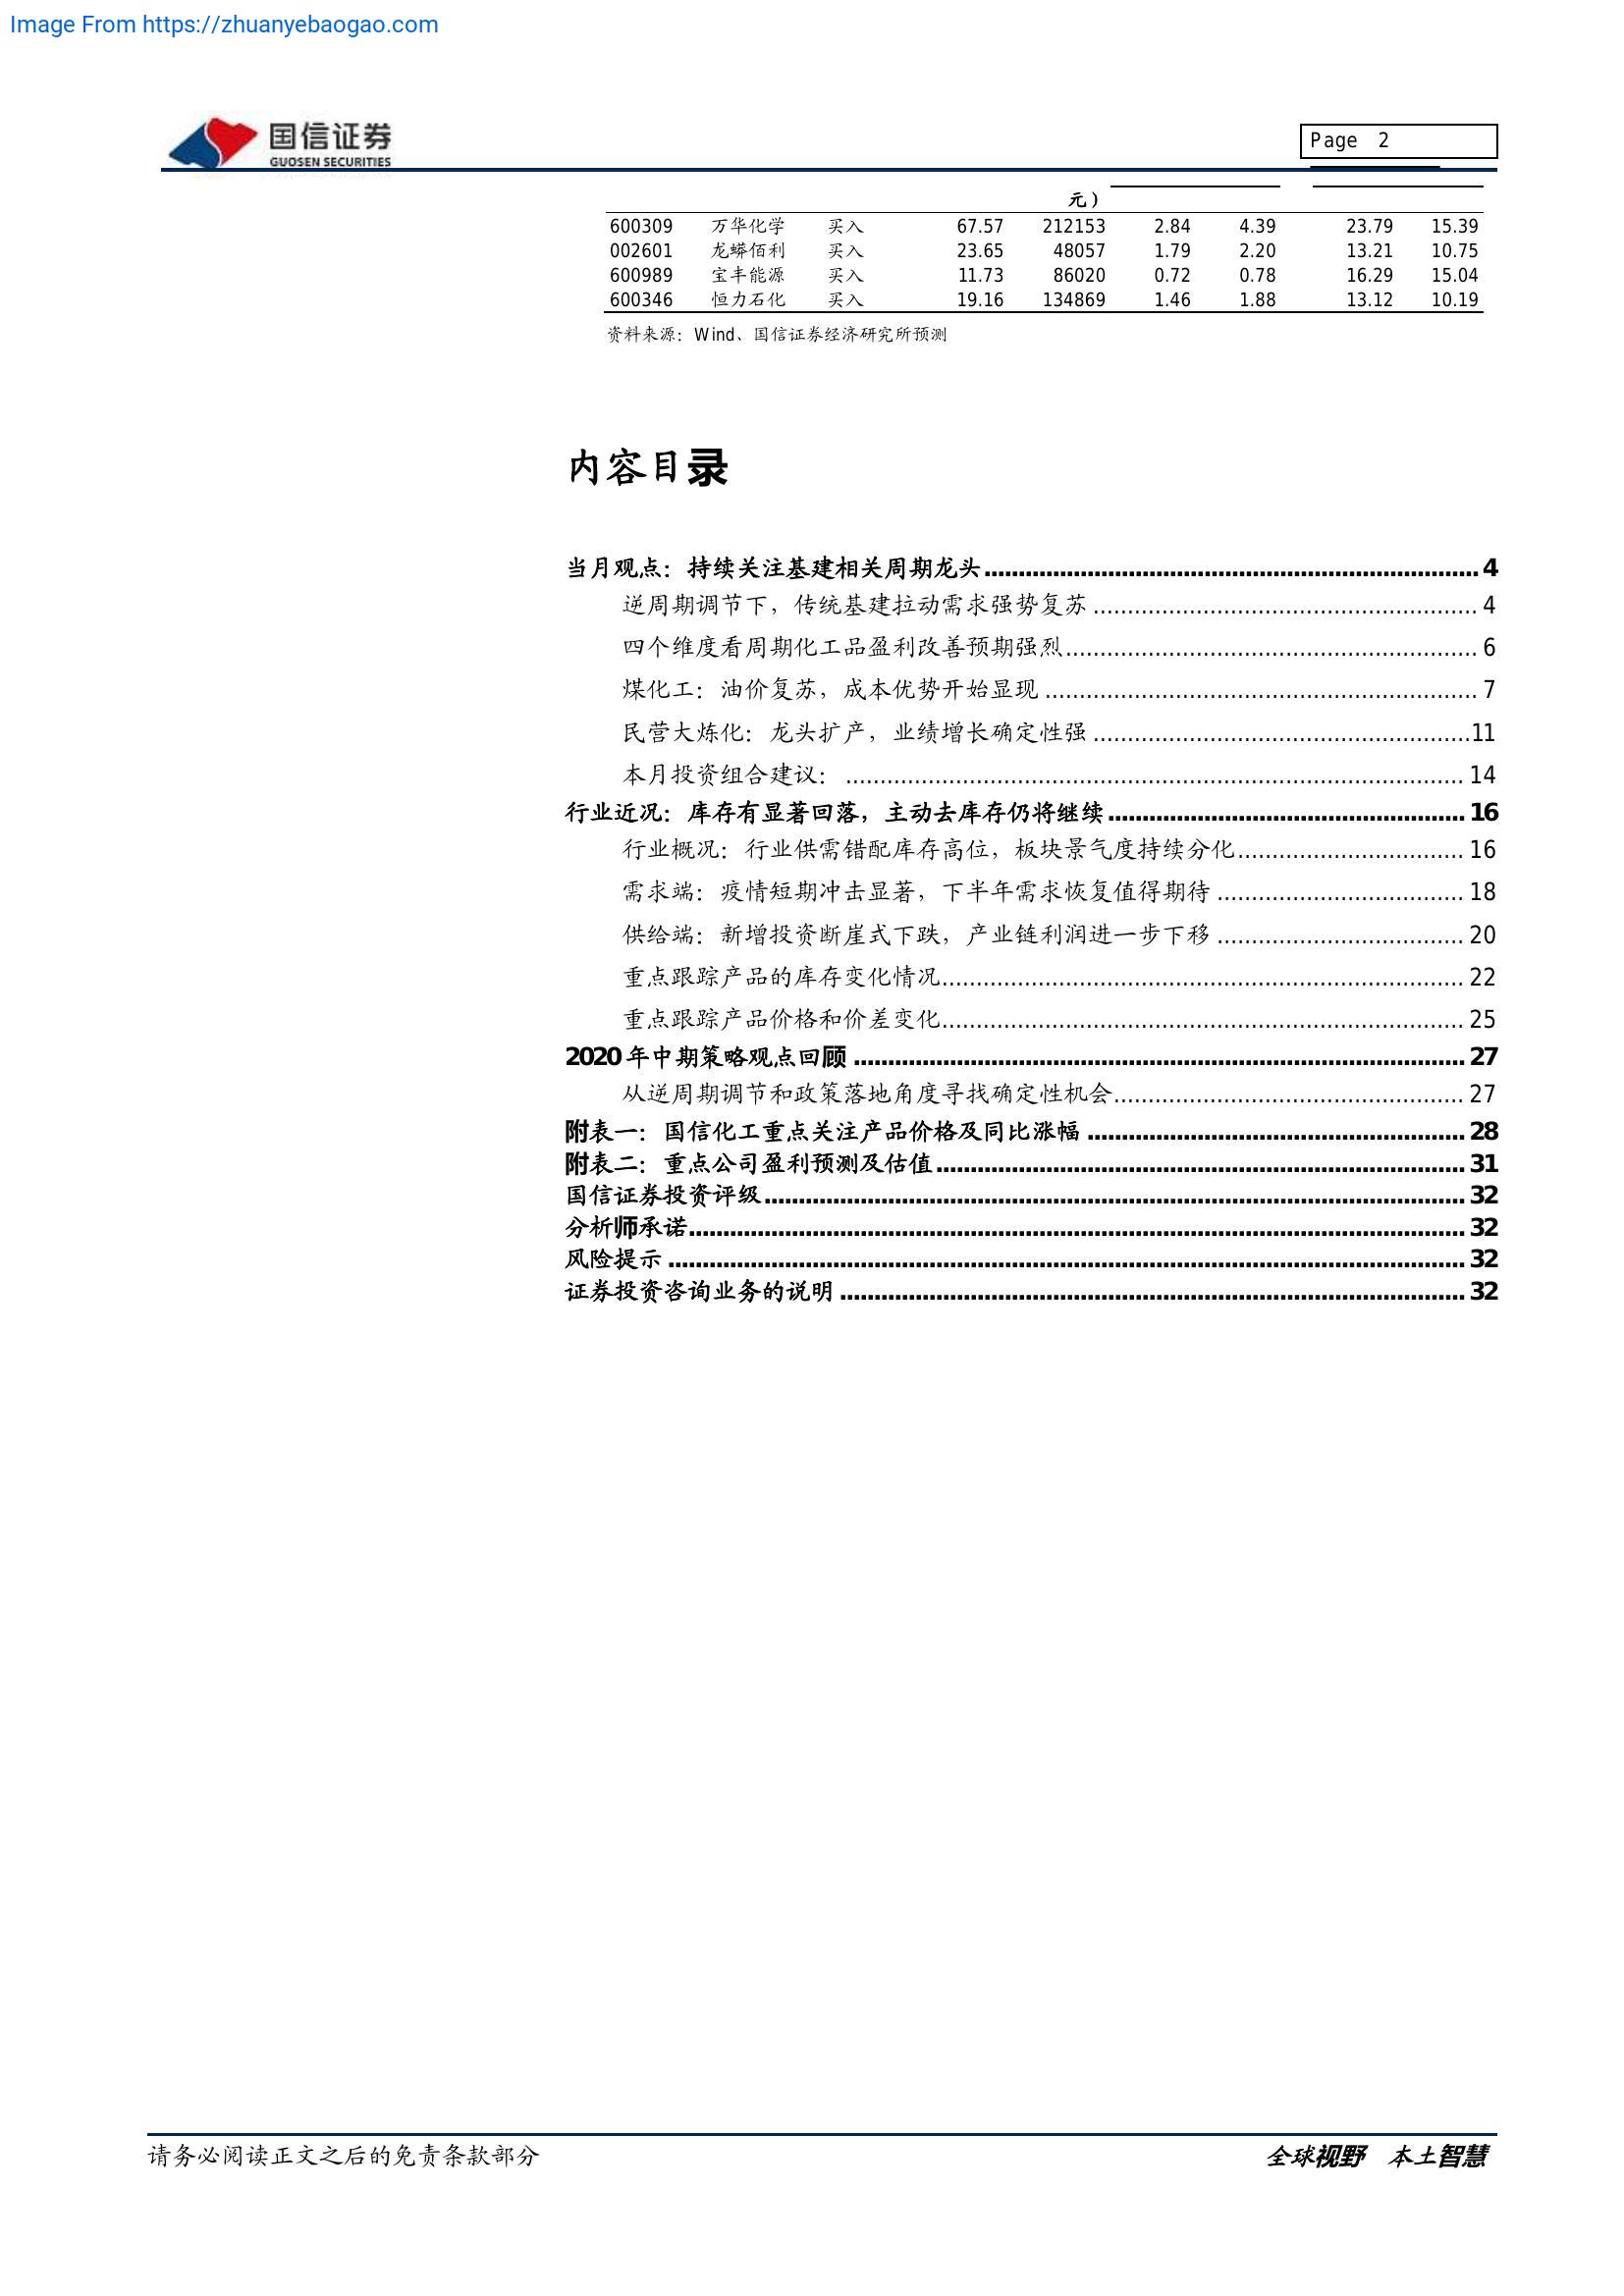 Image From https://zhuanyebaogao.com
国信证券
GUOSEN SECURITIES
Page 2
元）
600309 万华化学 买入 67.57 212153 2.84 4.39 23.79 15.39
002601 龙蟒佰利 买入 23.65 48057 1.79 2.20 13.21 10.75
600989 宝丰能源 买入 11.73 86020 0.72 0.78 16.29 15.04
600346 恒力石化 买入 19.16 134869 1.46 1.88 13.12 10.19
资料来源：Wind、国信证券经济研究所预测
内容目录
当月观点：持续关注基建相关周期龙头 4
逆周期调节下，传统基建拉动需求强势复苏 4
四个维度看周期化工品盈利改善预期强烈 6
煤化工：油价复苏，成本优势开始显现 7
民营大炼化：龙头扩产，业绩增长确定性强 11
本月投资组合建议： 14
行业近况：库存有显著回落，主动去库存仍将继续 16
行业概况：行业供需错配库存高位，板块景气度持续分化 16
需求端：疫情短期冲击显著，下半年需求恢复值得期待 18
供给端：新增投资断崖式下跌，产业链利润进一步下移 20
重点跟踪产品的库存变化情况 22
重点跟踪产品价格和价差变化 25
2020年中期策略观点回顾 27
从逆周期调节和政策落地角度寻找确定性机会 27
附表一：国信化工重点关注产品价格及同比涨幅 28
附表二：重点公司盈利预测及估值 31
国信证券投资评级 32
分析师承诺 32
风险提示 32
证券投资咨询业务的说明 32
请务必阅读正文之后的免责条款部分
全球视野 本土智慧